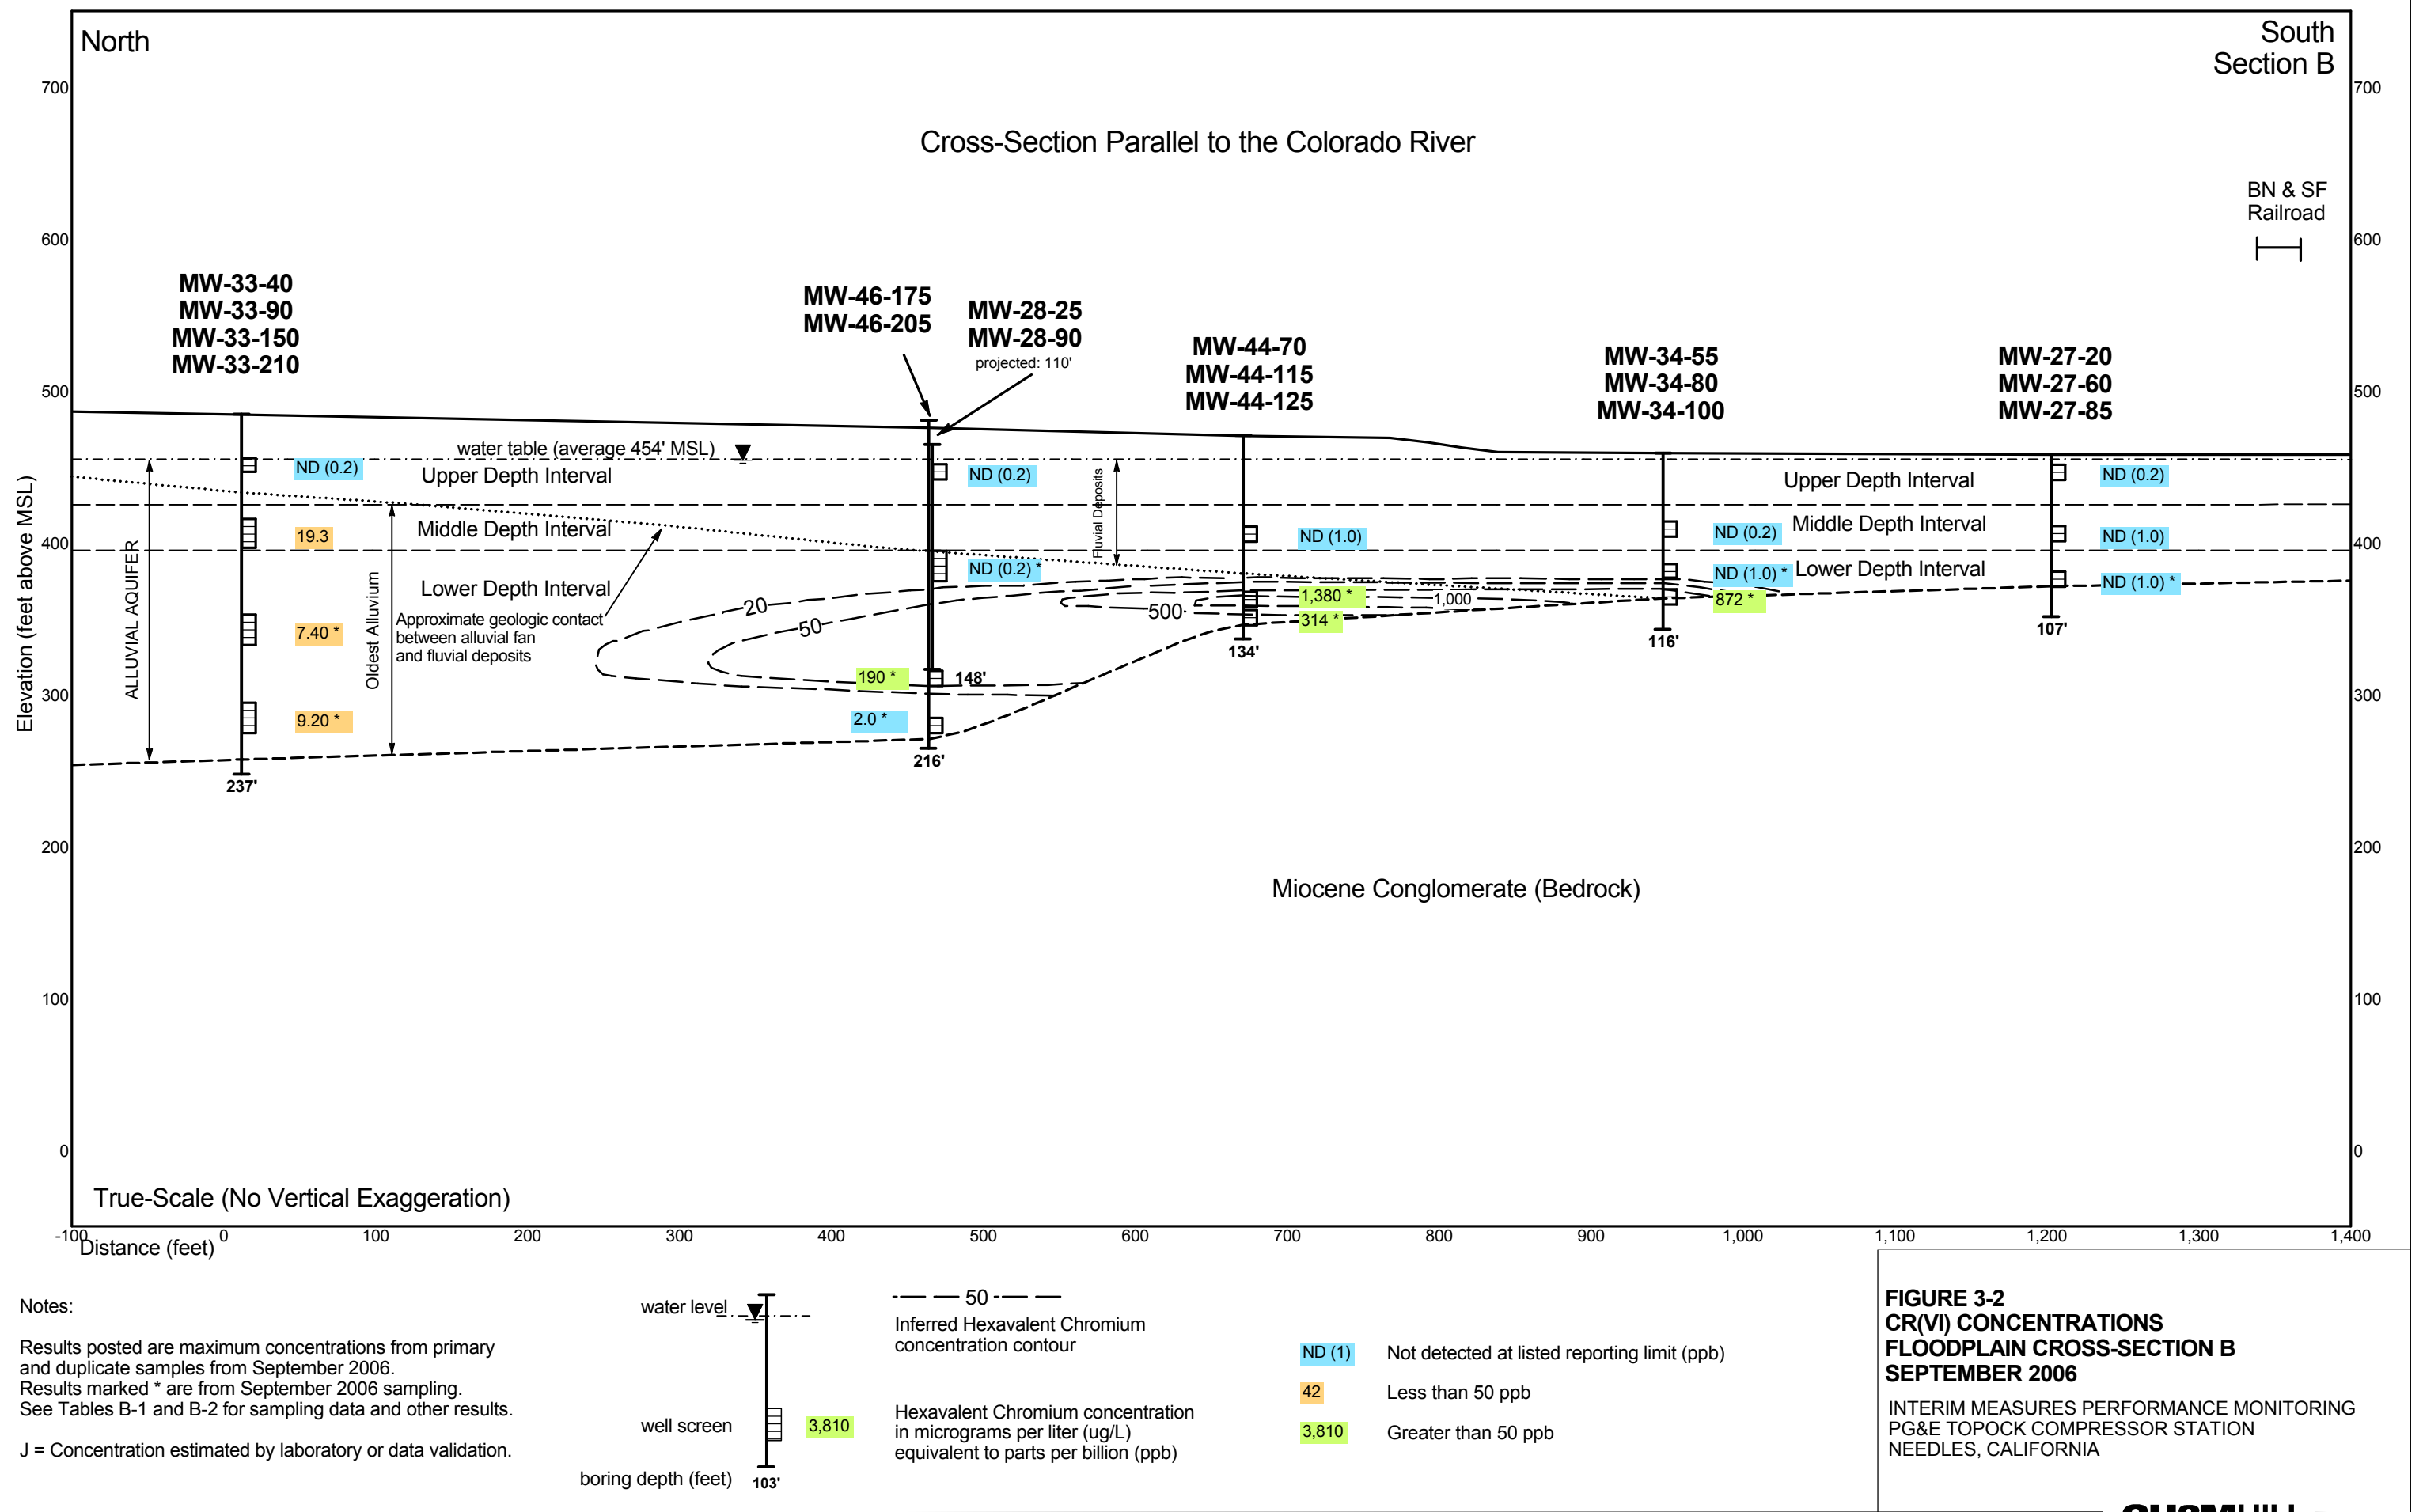 North
South
Section B
Cross-Section Parallel to the Colorado River
BN & SF
Railroad
700
600
500
400
300
200
100
0
Elevation (feet above MSL)
700
600
500
400
300
200
100
0
MW-33-40
MW-33-90
MW-33-150
MW-33-210
MW-46-175
MW-46-205
MW-28-25
MW-28-90
projected: 110'
MW-44-70
MW-44-115
MW-44-125
MW-34-55
MW-34-80
MW-34-100
MW-27-20
MW-27-60
MW-27-85
water table (average 454' MSL)
Upper Depth Interval
Middle Depth Interval
Lower Depth Interval
Approximate geologic contact
between alluvial fan
and fluvial deposits
ALLUVIAL AQUIFER
Oldest Alluvium
Fluvial Deposits
Upper Depth Interval
Middle Depth Interval
Lower Depth Interval
ND (0.2)
19.3
7.40 *
9.20 *
237'
20
50
500
1,000
ND (0.2)
ND (0.2) *
190 *
148'
2.0 *
216'
ND (1.0)
1,380 *
314 *
134'
ND (0.2)
ND (1.0) *
872 *
116'
ND (0.2)
ND (1.0)
ND (1.0) *
107'
Miocene Conglomerate (Bedrock)
True-Scale (No Vertical Exaggeration)
-100
0
100
200
300
400
500
600
700
800
900
1,000
1,100
1,200
1,300
1,400
Distance (feet)
Notes:
Results posted are maximum concentrations from primary
and duplicate samples from September 2006.
Results marked * are from September 2006 sampling.
See Tables B-1 and B-2 for sampling data and other results.
J = Concentration estimated by laboratory or data validation.
water level
well screen
3,810
boring depth (feet)
103'
50
Inferred Hexavalent Chromium
concentration contour
Hexavalent Chromium concentration
in micrograms per liter (ug/L)
equivalent to parts per billion (ppb)
ND (1)
Not detected at listed reporting limit (ppb)
42
Less than 50 ppb
3,810
Greater than 50 ppb
FIGURE 3-2
CR(VI) CONCENTRATIONS
FLOODPLAIN CROSS-SECTION B
SEPTEMBER 2006
INTERIM MEASURES PERFORMANCE MONITORING
PG&E TOPOCK COMPRESSOR STATION
NEEDLES, CALIFORNIA